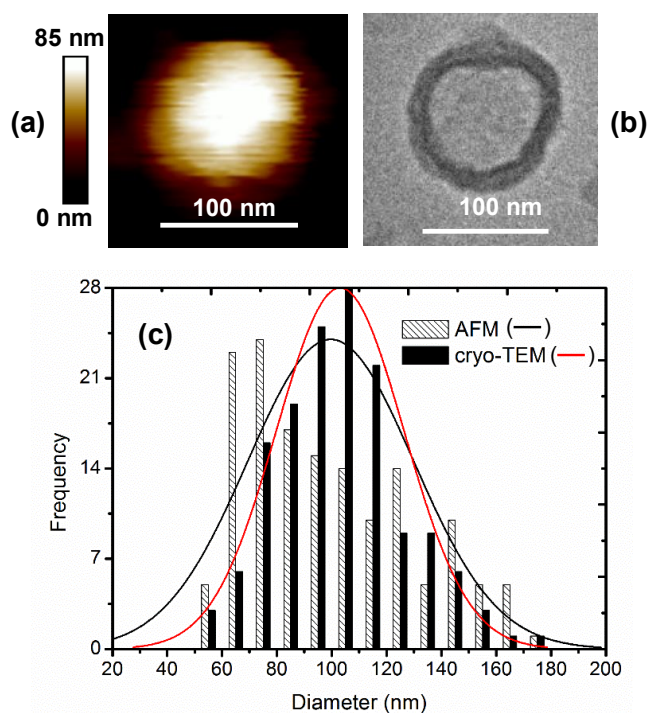 85 nm
(a)
0 nm
100 nm
(b)
100 nm
(c)
AFM (—)
cryo-TEM (—)
28
21
14
7
0
Frequency
20 40 60 80 100 120 140 160 180 200
Diameter (nm)